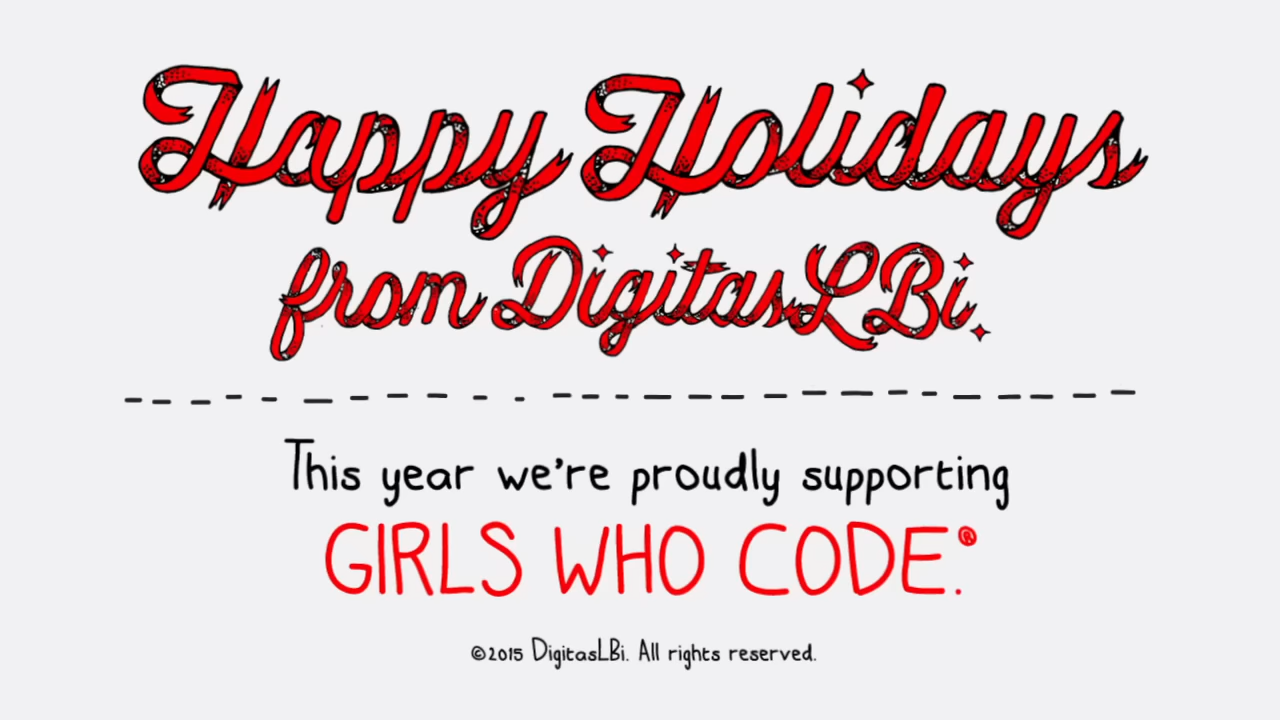 Happy Holidays
from DigitasLBi.
This year we're proudly supporting
GIRLS WHO CODE.®
©2015 DigitasLBi. All rights reserved.